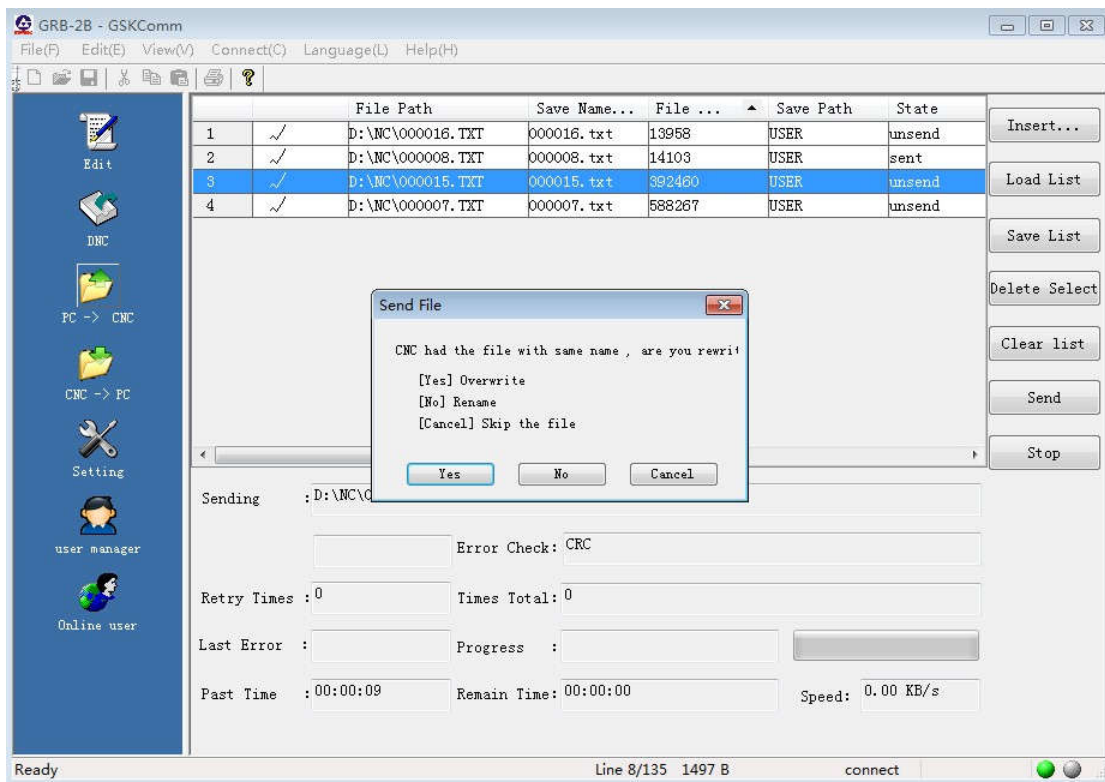 GRB-2B - GSKComm
File(F) Edit(E) View(V) Connect(C) Language(L) Help(H)
File Path Save Name... File ... Save Path State
1 D:\NC\000016.TXT 000016.txt 13958 USER unsend
2 D:\NC\000008.TXT 000008.txt 14103 USER sent
3 D:\NC\000015.TXT 000015.txt 392460 USER unsend
4 D:\NC\000007.TXT 000007.txt 588267 USER unsend
Edit
DNC
PC -> CNC
CNC -> PC
Setting
user manager
Online user
Insert...
Load List
Save List
Delete Select
Clear list
Send
Stop
Send File
CNC had the file with same name , are you rewrit
[Yes] Overwrite
[No] Rename
[Cancel] Skip the file
Yes No Cancel
Sending :D:\NC\
Error Check: CRC
Retry Times :0 Times Total: 0
Last Error : Progress :
Past Time :00:00:09 Remain Time: 00:00:00 Speed: 0.00 KB/s
Ready Line 8/135 1497 B connect